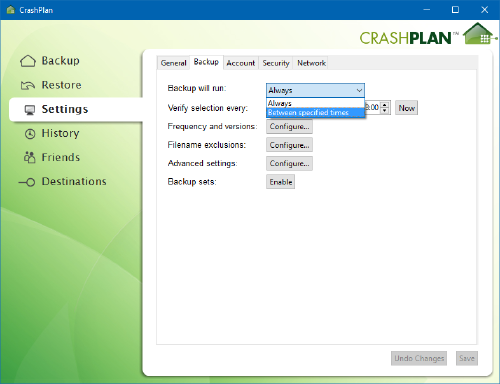 CrashPlan
CRASHPLAN™
Backup
Restore
Settings
History
Friends
Destinations
General Backup Account Security Network
Backup will run: Always
Always
Between specified times
Verify selection every: :00 Now
Frequency and versions: Configure...
Filename exclusions: Configure...
Advanced settings: Configure...
Backup sets: Enable
Undo Changes Save